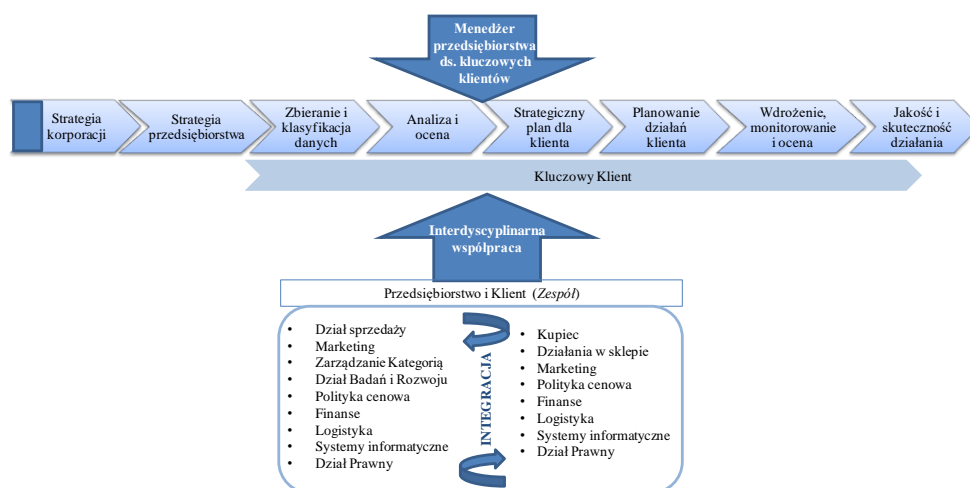 Menedżer
przedsiębiorstwa
ds. kluczowych
klientów
Strategia
korporacji
Strategia
przedsiębiorstwa
Zbieranie i
klasyfikacja
danych
Analiza i
ocena
Strategiczny
plan dla
klienta
Planowanie
działań
klienta
Wdrożenie,
monitorowanie
i ocena
Jakość i
skuteczność
działania
Kluczowy Klient
Interdyscyplinarna
współpraca
Przedsiębiorstwo i Klient (Zespół)
• Dział sprzedaży
• Marketing
• Zarządzanie Kategorią
• Dział Badań i Rozwoju
• Polityka cenowa
• Finanse
• Logistyka
• Systemy informatyczne
• Dział Prawny
INTEGRACJA
• Kupiec
• Działania w sklepie
• Marketing
• Polityka cenowa
• Finanse
• Logistyka
• Systemy informatyczne
• Dział Prawny